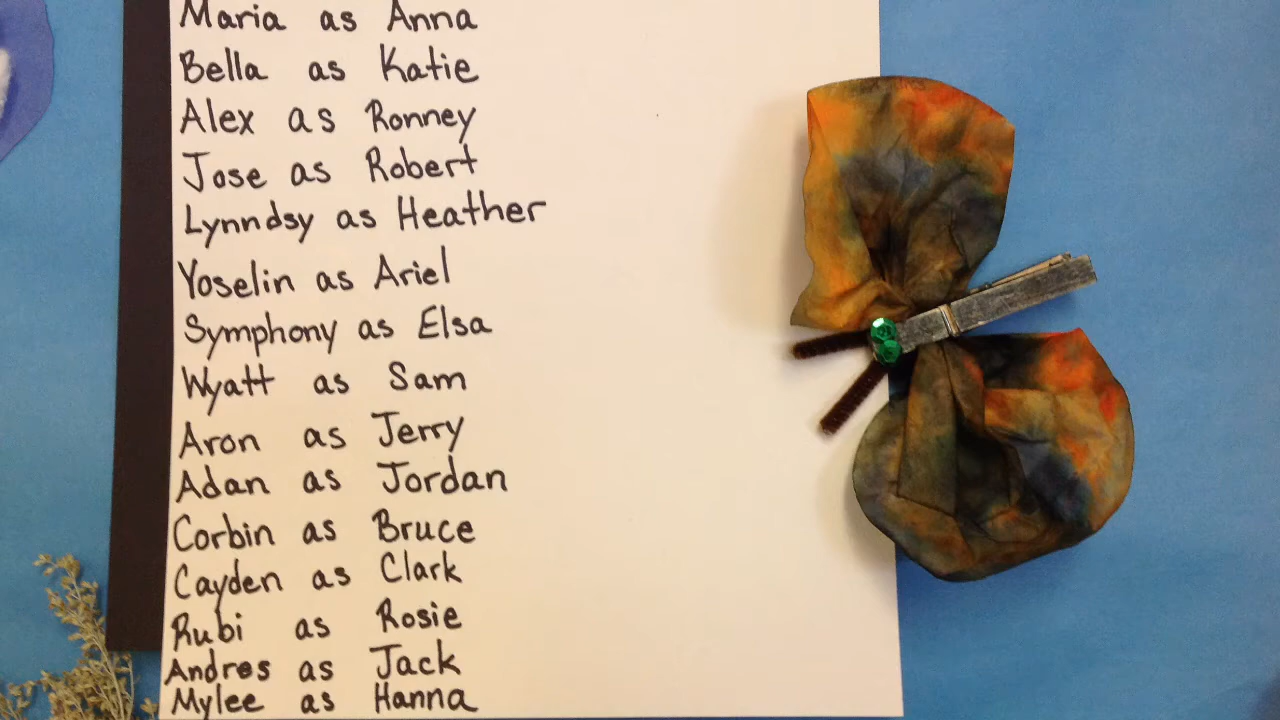 Maria as Anna
Bella as Katie
Alex as Ronney
Jose as Robert
Lynndsy as Heather
Yoselin as Ariel
Symphony as Elsa
Wyatt as Sam
Aron as Jerry
Adan as Jordan
Corbin as Bruce
Cayden as Clark
Rubi as Rosie
Andres as Jack
Mylee as Hanna